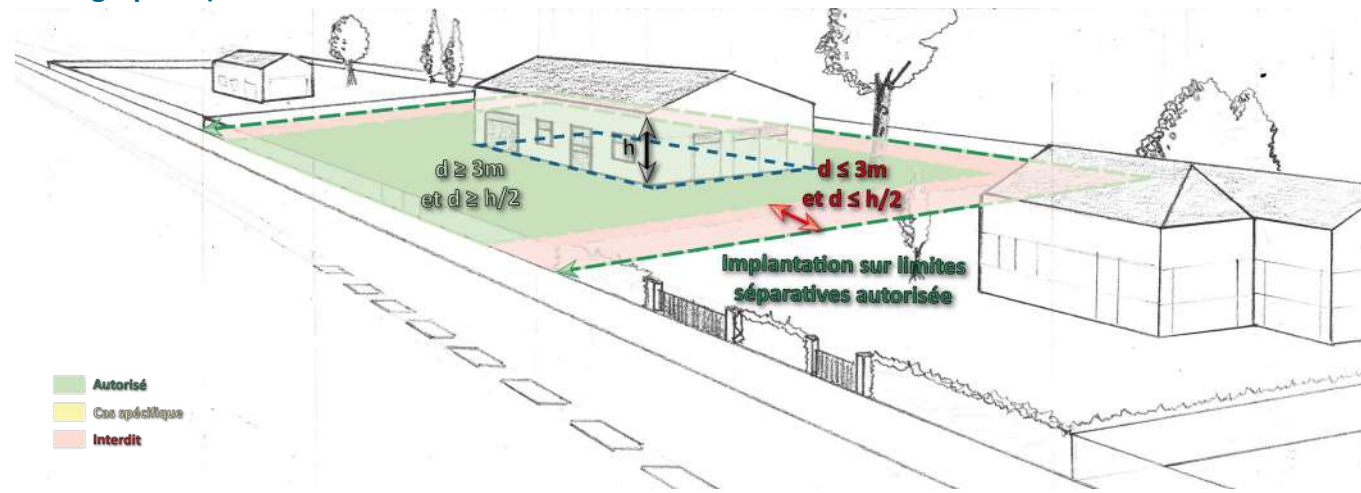 h
d ≥ 3m
et d ≥ h/2
d ≤ 3m
et d ≤ h/2
Implantation sur limites
séparatives autorisée
Autorisé
Cas spécifique
Interdit